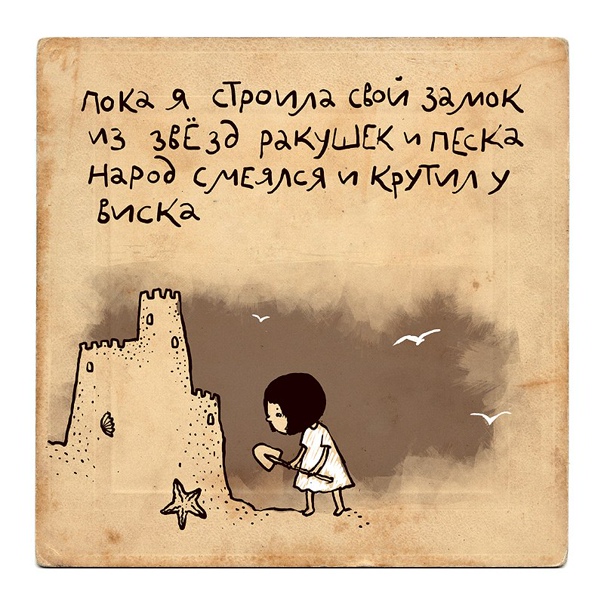 пока я строила свой замок
из звёзд ракушек и песка
народ смеялся и крутил у
виска